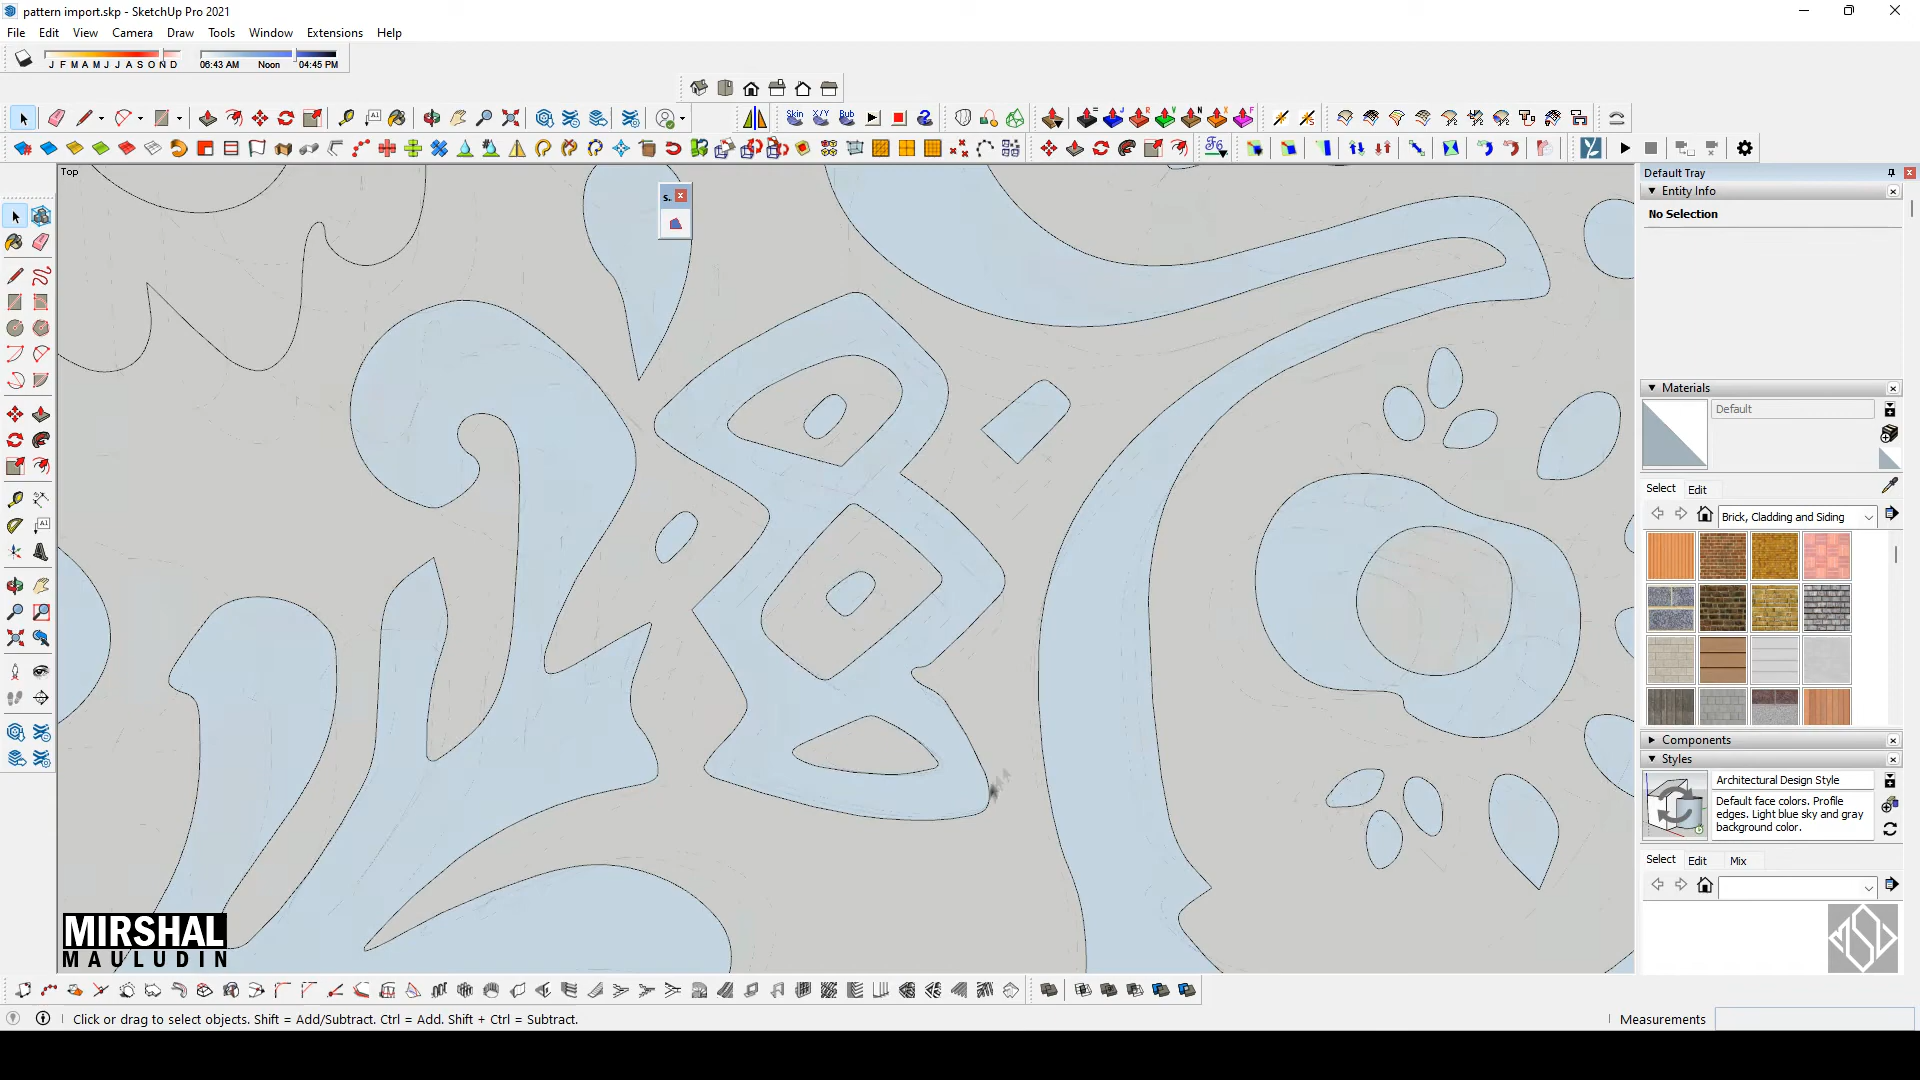 pattern import.skp - SketchUp Pro 2021
File Edit View Camera Draw Tools Window Extensions Help
J F M A M J J A S O N D
06:43 AM Noon 04:45 PM
Skin X/Y Bub
Top
s.
Default Tray
Entity Info
No Selection
Materials
Default
Select Edit
Brick, Cladding and Siding
Components
Styles
Architectural Design Style
Default face colors. Profile
edges. Light blue sky and gray
background color.
Select Edit Mix
MIRSHAL
MAULUDIN
Click or drag to select objects. Shift = Add/Subtract. Ctrl = Add. Shift + Ctrl = Subtract.
Measurements